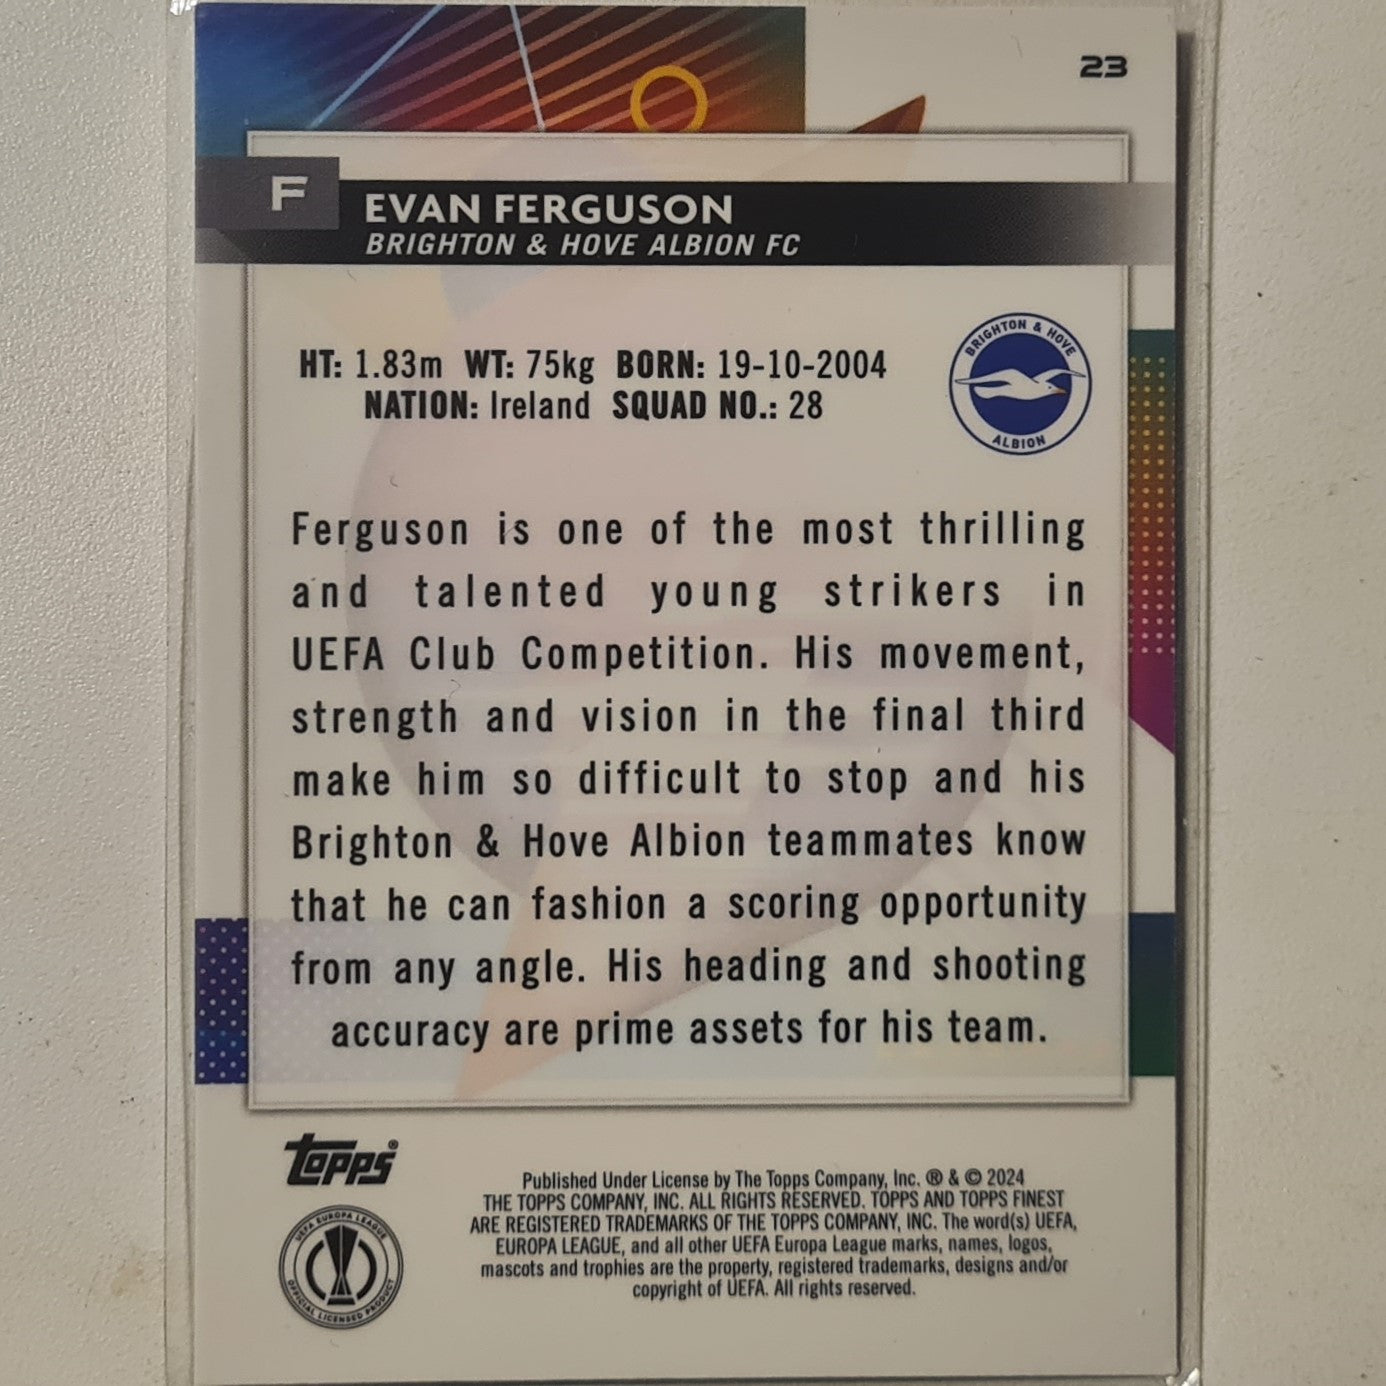 23
F
EVAN FERGUSON
BRIGHTON & HOVE ALBION FC
HT: 1.83m WT: 75kg BORN: 19-10-2004
NATION: Ireland SQUAD NO.: 28
BRIGHTON & HOVE
ALBION
Ferguson is one of the most thrilling
and talented young strikers in
UEFA Club Competition. His movement,
strength and vision in the final third
make him so difficult to stop and his
Brighton & Hove Albion teammates know
that he can fashion a scoring opportunity
from any angle. His heading and shooting
accuracy are prime assets for his team.
Topps®
UEFA EUROPA LEAGUE
OFFICIAL LICENSED PRODUCT
Published Under License by The Topps Company, Inc. ® & © 2024
THE TOPPS COMPANY, INC. ALL RIGHTS RESERVED. TOPPS AND TOPPS FINEST
ARE REGISTERED TRADEMARKS OF THE TOPPS COMPANY, INC. The word(s) UEFA,
EUROPA LEAGUE, and all other UEFA Europa League marks, names, logos,
mascots and trophies are the property, registered trademarks, designs and/or
copyright of UEFA. All rights reserved.